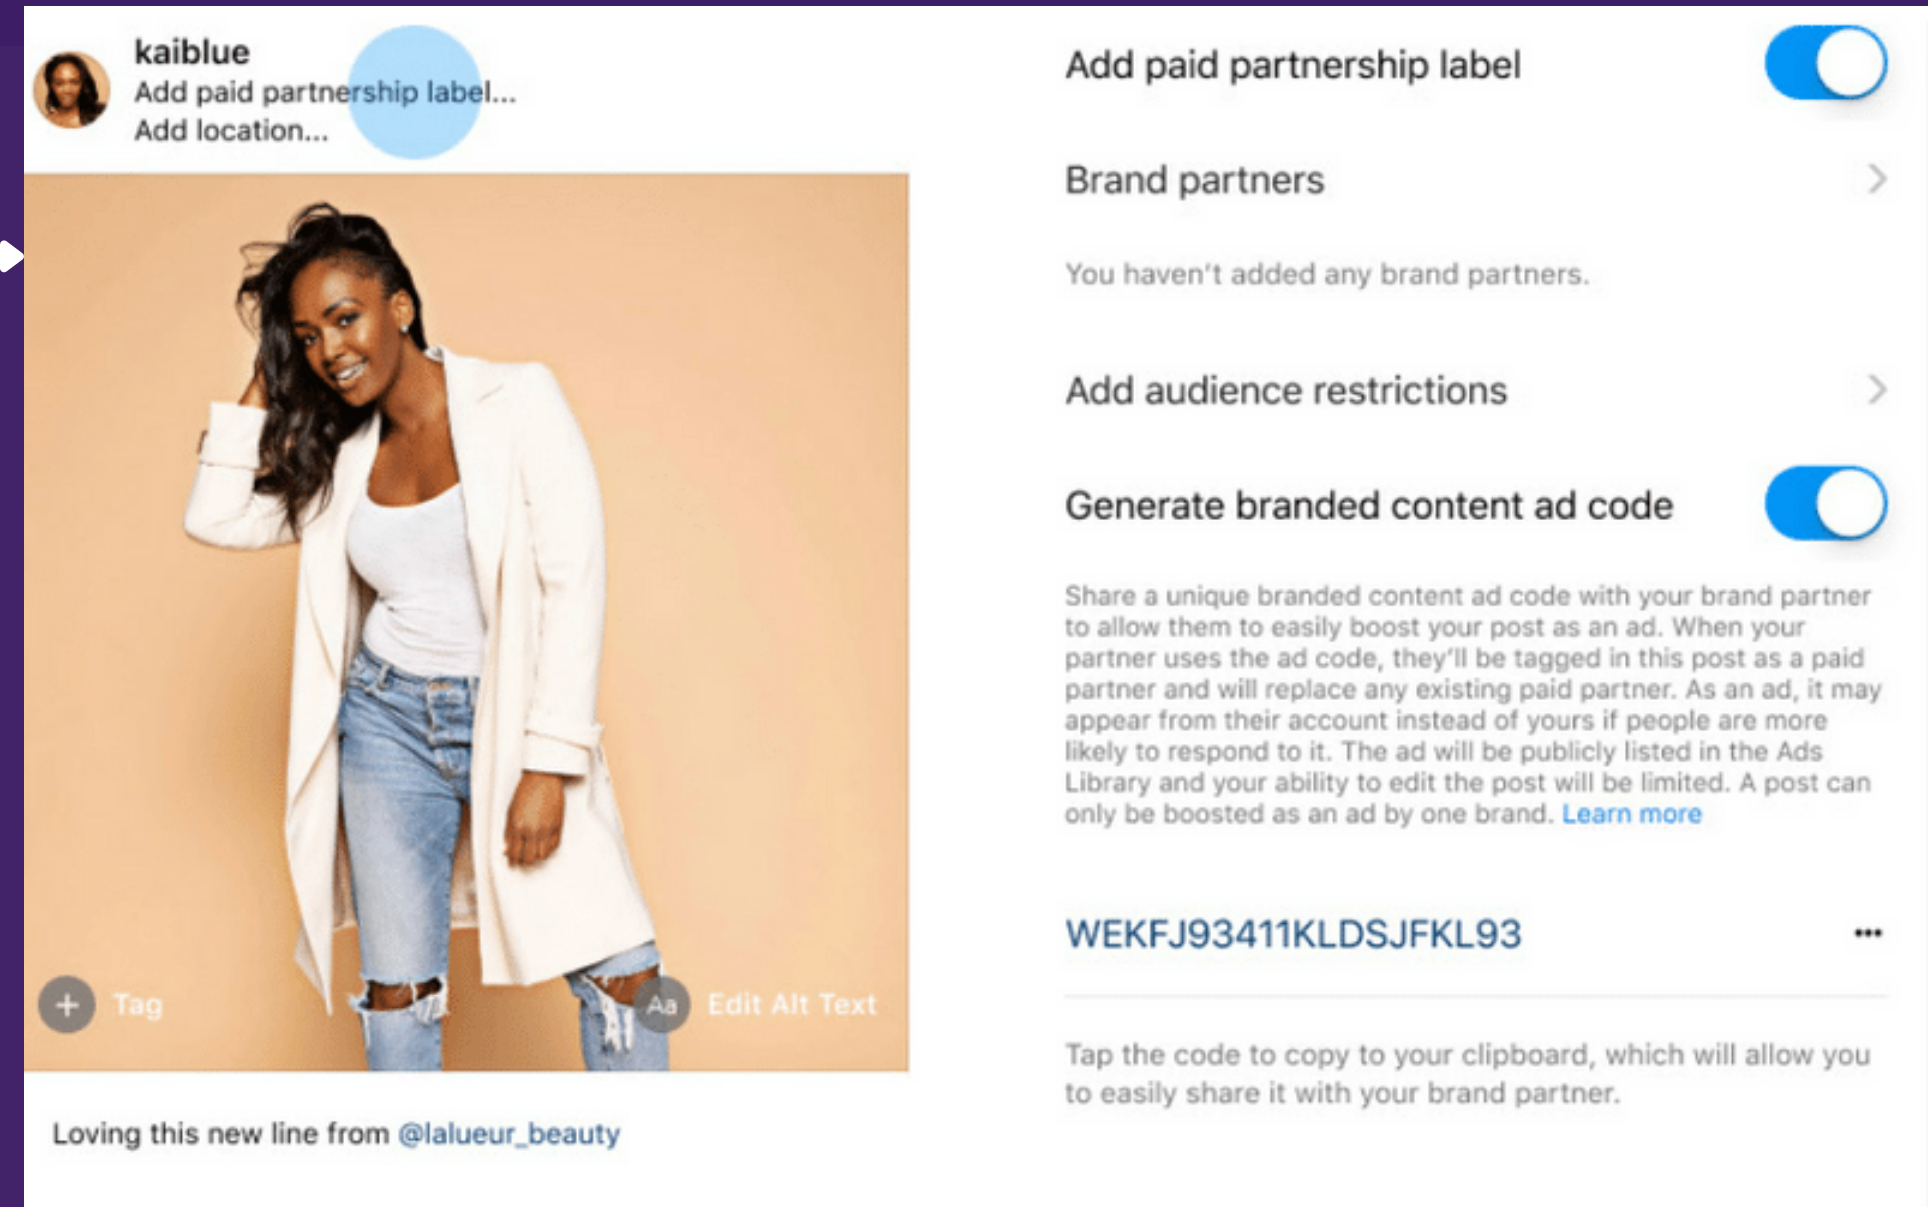 kaiblue
Add paid partnership label...
Add location...
Tag
Aa
Edit Alt Text
Loving this new line from @lalueur_beauty
Add paid partnership label
Brand partners
You haven't added any brand partners.
Add audience restrictions
Generate branded content ad code
Share a unique branded content ad code with your brand partner
to allow them to easily boost your post as an ad. When your
partner uses the ad code, they'll be tagged in this post as a paid
partner and will replace any existing paid partner. As an ad, it may
appear from their account instead of yours if people are more
likely to respond to it. The ad will be publicly listed in the Ads
Library and your ability to edit the post will be limited. A post can
only be boosted as an ad by one brand. Learn more
WEKFJ93411KLDSJFKL93
Tap the code to copy to your clipboard, which will allow you
to easily share it with your brand partner.